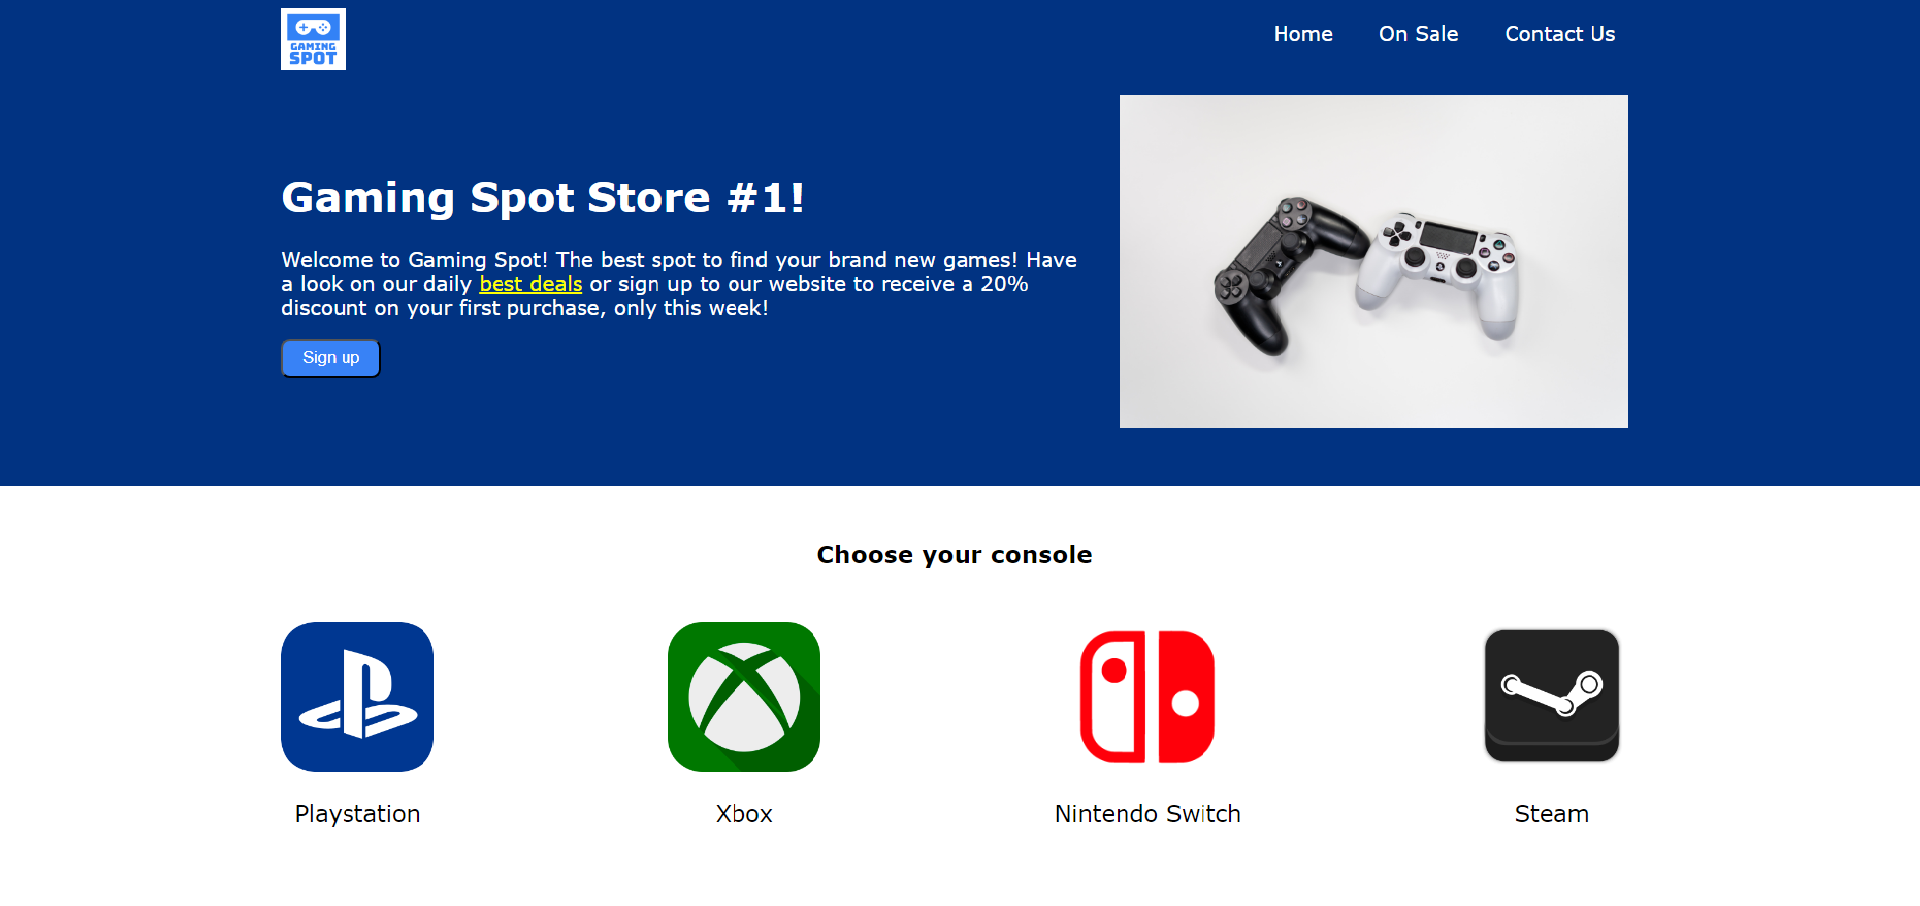 GAMING
SPOT
Home
On Sale
Contact Us
Gaming Spot Store #1!
Welcome to Gaming Spot! The best spot to find your brand new games! Have
a look on our daily best deals or sign up to our website to receive a 20%
discount on your first purchase, only this week!
Sign up
Choose your console
Playstation
Xbox
Nintendo Switch
Steam